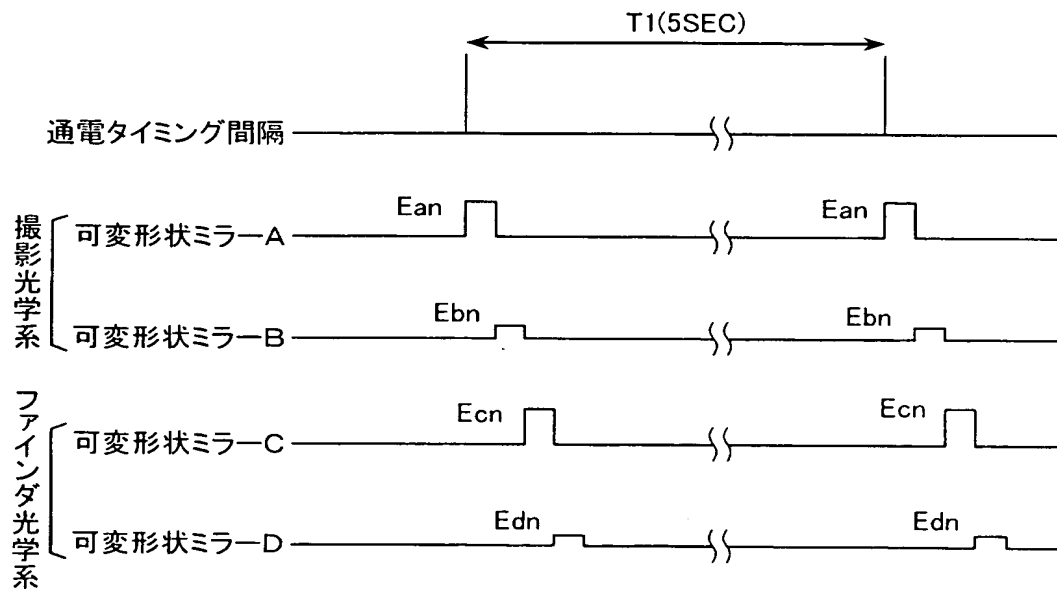 T1(5SEC)
通電タイミング間隔
撮影光学系
Ean
Ean
可変形状ミラーA
Ebn
Ebn
可変形状ミラーB
ファインダ光学系
Ecn
Ecn
可変形状ミラーC
Edn
Edn
可変形状ミラーD